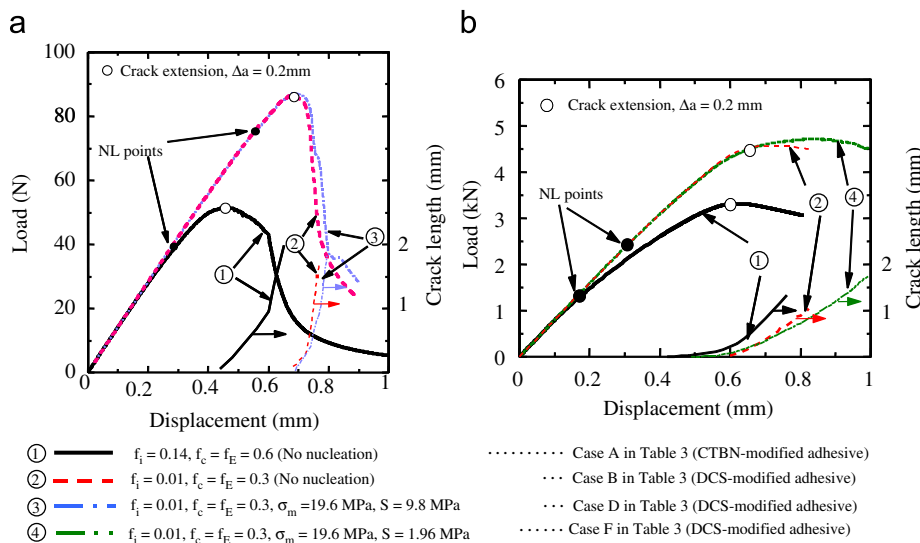 a
b
100
80
60
40
20
0
Load (N)
Crack extension, Δa = 0.2mm
NL points
1
2
3
2
1
Crack length (mm)
0
0.2
0.4
0.6
0.8
1
Displacement (mm)
6
5
4
3
2
1
0
Load (kN)
Crack extension, Δa = 0.2 mm
NL points
1
2
4
2
1
Crack length (mm)
0
0.2
0.4
0.6
0.8
1
Displacement (mm)
1 f_i = 0.14, f_c = f_E = 0.6 (No nucleation) ·········· Case A in Table 3 (CTBN-modified adhesive)
2 f_i = 0.01, f_c = f_E = 0.3 (No nucleation) ··· Case B in Table 3 (DCS-modified adhesive)
3 f_i = 0.01, f_c = f_E = 0.3, σ_m =19.6 MPa, S = 9.8 MPa ··· Case D in Table 3 (DCS-modified adhesive)
4 f_i = 0.01, f_c = f_E = 0.3, σ_m = 19.6 MPa, S = 1.96 MPa ·········· Case F in Table 3 (DCS-modified adhesive)